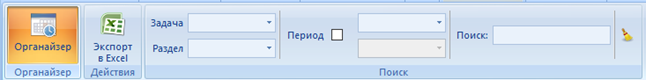 Задача
Период
Поиск:
Раздел
Органайзер
Экспорт
в Excel
Органайзер
Действия
Поиск